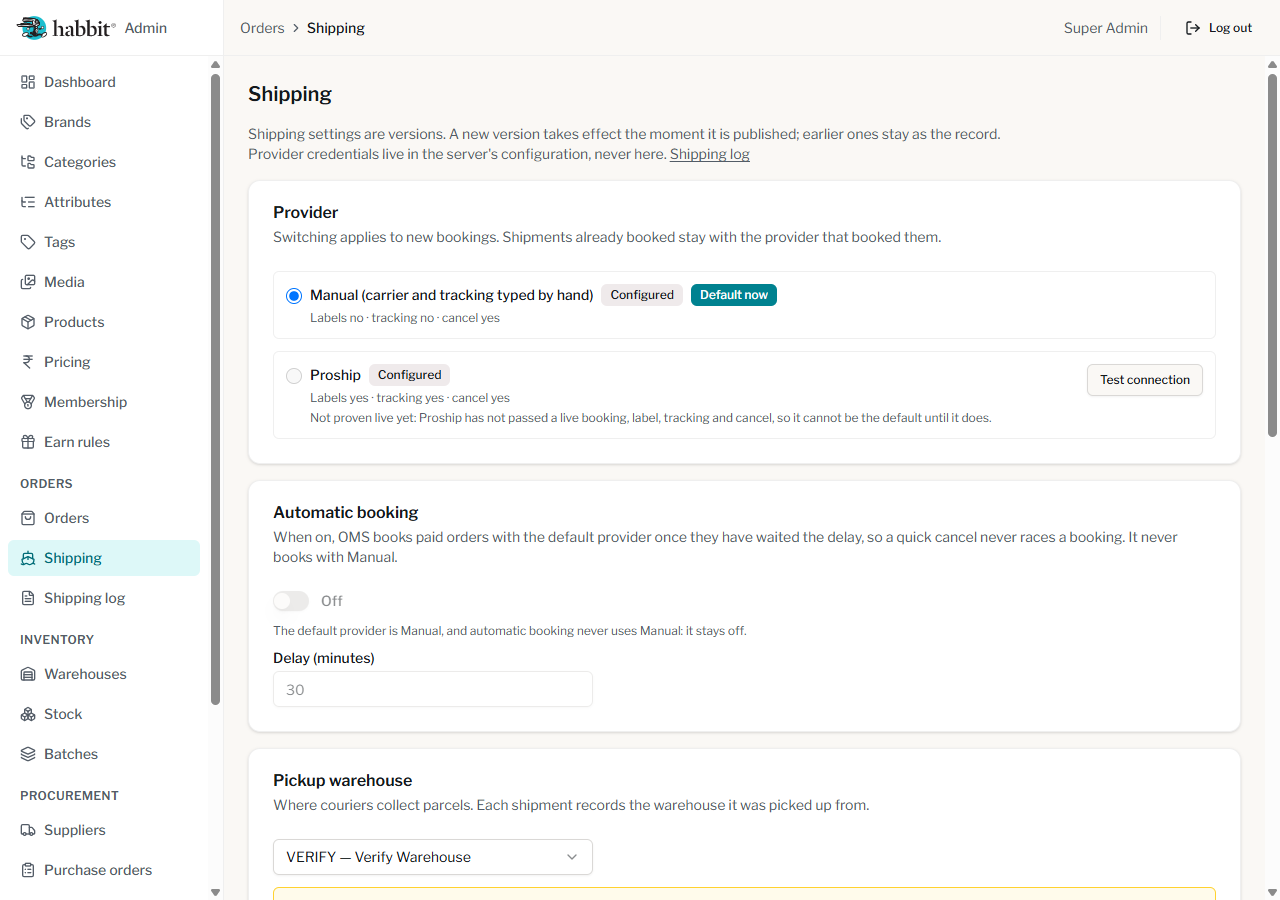 habbit® Admin
Orders > Shipping
Super Admin
Log out
Dashboard
Brands
Categories
Attributes
Tags
Media
Products
Pricing
Membership
Earn rules
ORDERS
Orders
Shipping
Shipping log
INVENTORY
Warehouses
Stock
Batches
PROCUREMENT
Suppliers
Purchase orders
Shipping
Shipping settings are versions. A new version takes effect the moment it is published; earlier ones stay as the record.
Provider credentials live in the server's configuration, never here. Shipping log
Provider
Switching applies to new bookings. Shipments already booked stay with the provider that booked them.
Manual (carrier and tracking typed by hand) Configured Default now
Labels no · tracking no · cancel yes
Proship Configured
Test connection
Labels yes · tracking yes · cancel yes
Not proven live yet: Proship has not passed a live booking, label, tracking and cancel, so it cannot be the default until it does.
Automatic booking
When on, OMS books paid orders with the default provider once they have waited the delay, so a quick cancel never races a booking. It never
books with Manual.
Off
The default provider is Manual, and automatic booking never uses Manual: it stays off.
Delay (minutes)
30
Pickup warehouse
Where couriers collect parcels. Each shipment records the warehouse it was picked up from.
VERIFY — Verify Warehouse